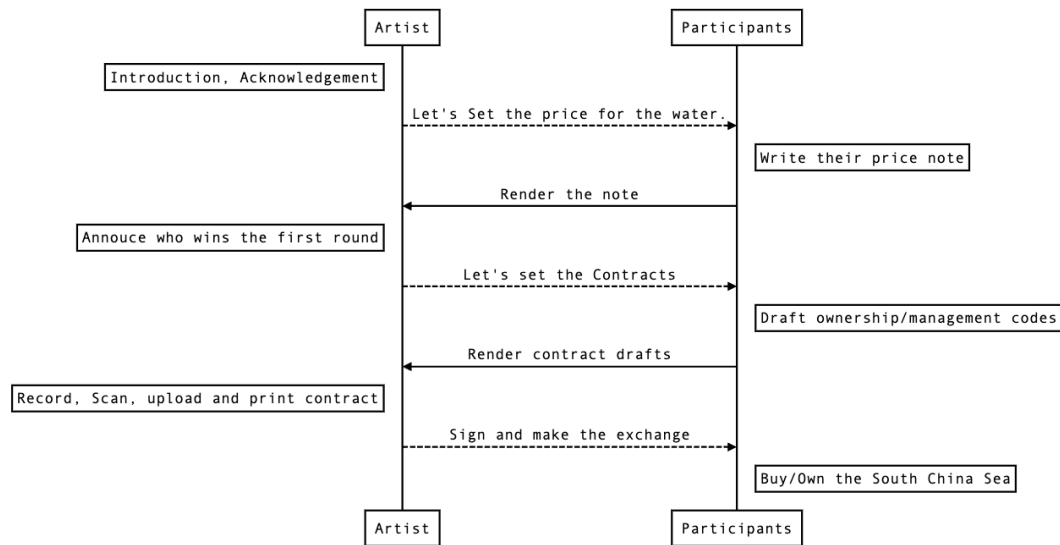 Artist
Participants
Introduction, Acknowledgement
Let's Set the price for the water.
Write their price note
Render the note
Annouce who wins the first round
Let's set the Contracts
Draft ownership/management codes
Render contract drafts
Record, Scan, upload and print contract
Sign and make the exchange
Buy/Own the South China Sea
Artist
Participants